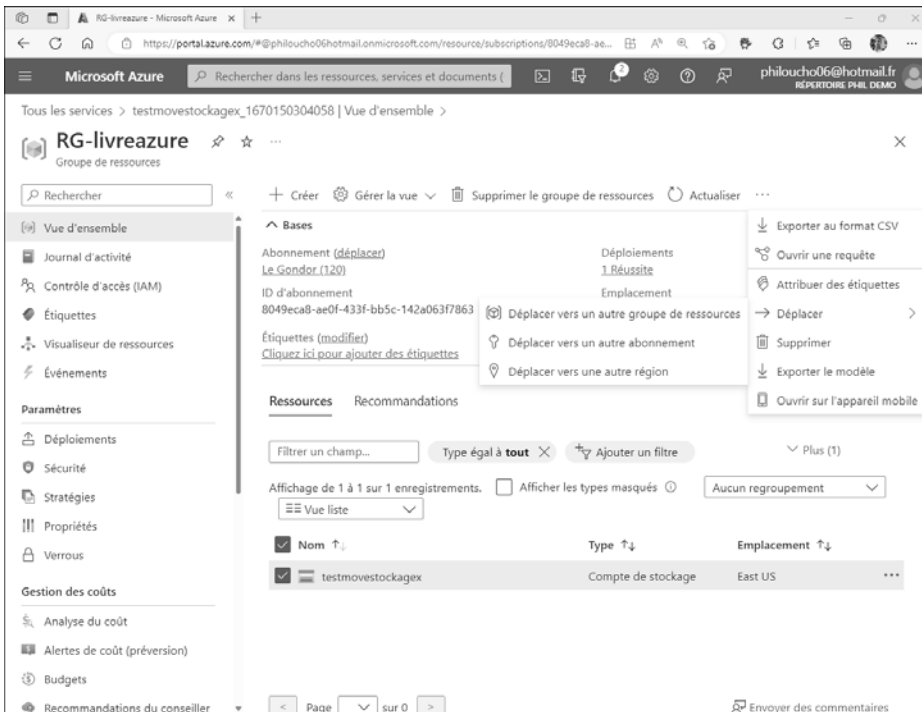 RG-livreazure - Microsoft Azure
https://portal.azure.com/#@philoucho06hotmail.onmicrosoft.com/resource/subscriptions/8049eca8-ae...
Microsoft Azure
Rechercher dans les ressources, services et documents (
2
philoucho06@hotmail.fr
RÉPERTOIRE PHIL DEMO
Tous les services > testmovestockagex_1670150304058 | Vue d'ensemble >
RG-livreazure
Groupe de ressources
Rechercher
Vue d'ensemble
Journal d'activité
Contrôle d'accès (IAM)
Étiquettes
Visualiseur de ressources
Événements
Paramètres
Déploiements
Sécurité
Stratégies
Propriétés
Verrous
Gestion des coûts
Analyse du coût
Alertes de coût (préversion)
Budgets
Recommandations du conseiller
Créer Gérer la vue Supprimer le groupe de ressources Actualiser ...
Bases
Abonnement (déplacer)
Le Gondor (120)
ID d'abonnement
8049eca8-ae0f-433f-bb5c-142a063f7863
Étiquettes (modifier)
Cliquez ici pour ajouter des étiquettes
Déploiements
1 Réussite
Emplacement
Exporter au format CSV
Ouvrir une requête
Attribuer des étiquettes
Déplacer
Supprimer
Exporter le modèle
Ouvrir sur l'appareil mobile
Déplacer vers un autre groupe de ressources
Déplacer vers un autre abonnement
Déplacer vers une autre région
Ressources Recommandations
Filtrer un champ... Type égal à tout Ajouter un filtre Plus (1)
Affichage de 1 à 1 sur 1 enregistrements. Afficher les types masqués Aucun regroupement
Vue liste
Nom Type Emplacement
testmovestockagex Compte de stockage East US ...
< Page sur 0 > Envoyer des commentaires